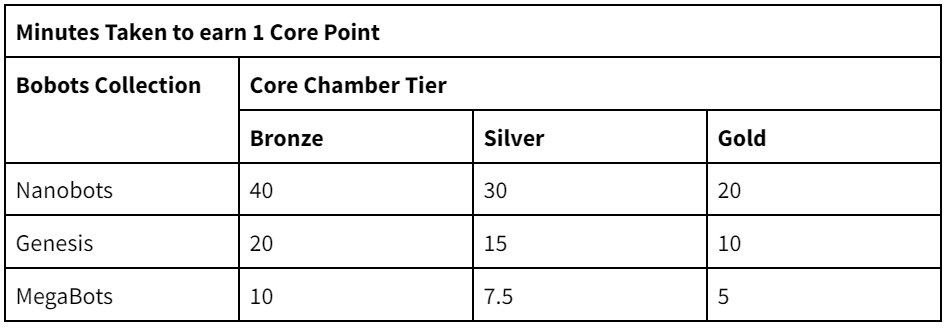 Minutes Taken to earn 1 Core Point
Bobots Collection Core Chamber Tier
Bronze Silver Gold
Nanobots 40 30 20
Genesis 20 15 10
MegaBots 10 7.5 5